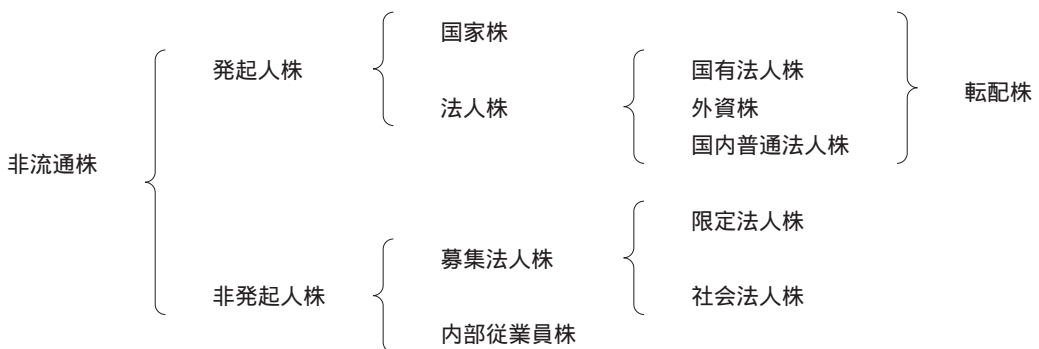 国家株
発起人株
国有法人株
転配株
法人株
外資株
国内普通法人株
非流通株
限定法人株
募集法人株
非発起人株
社会法人株
内部従業員株